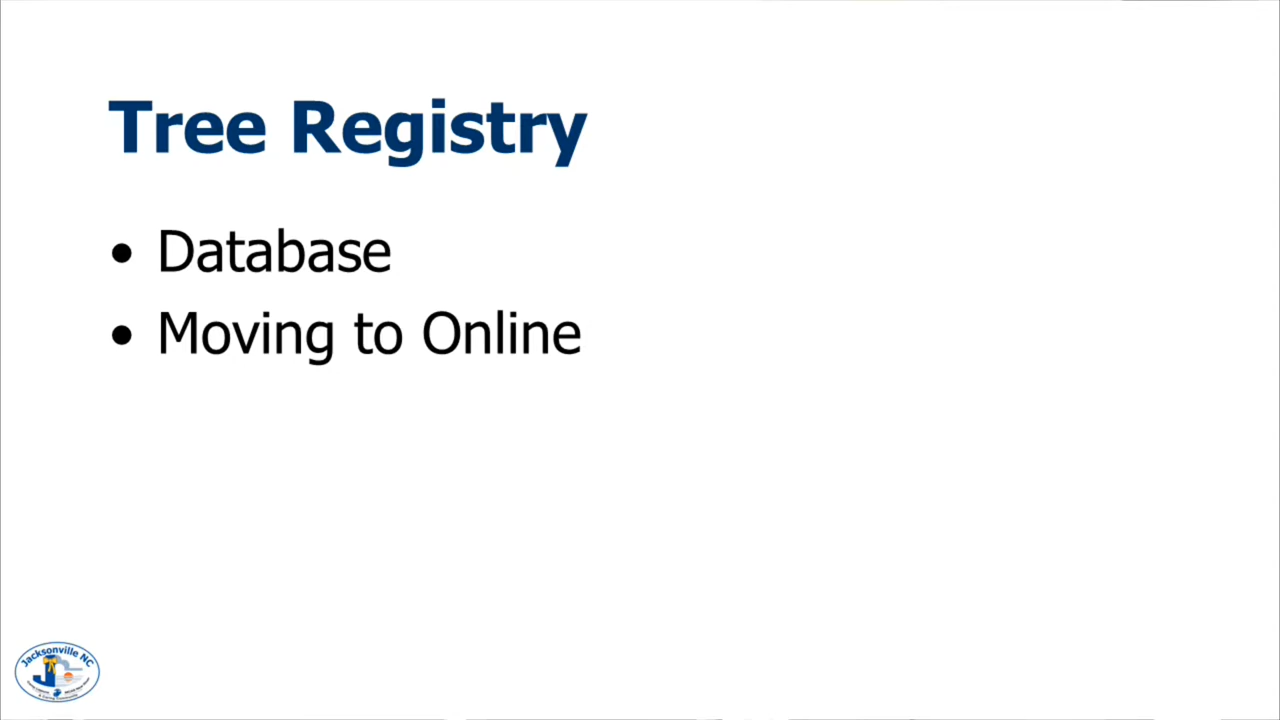 Tree Registry
• Database
• Moving to Online
Jacksonville NC